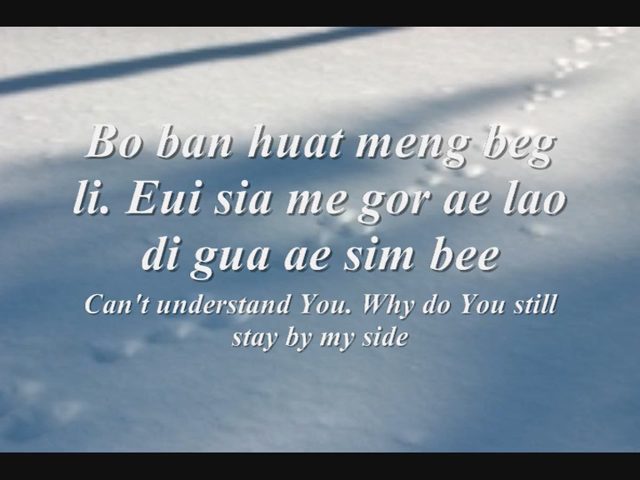 Bo ban huat meng beg
li. Eui sia me gor ae lao
di gua ae sim bee
Can't understand You. Why do You still
stay by my side